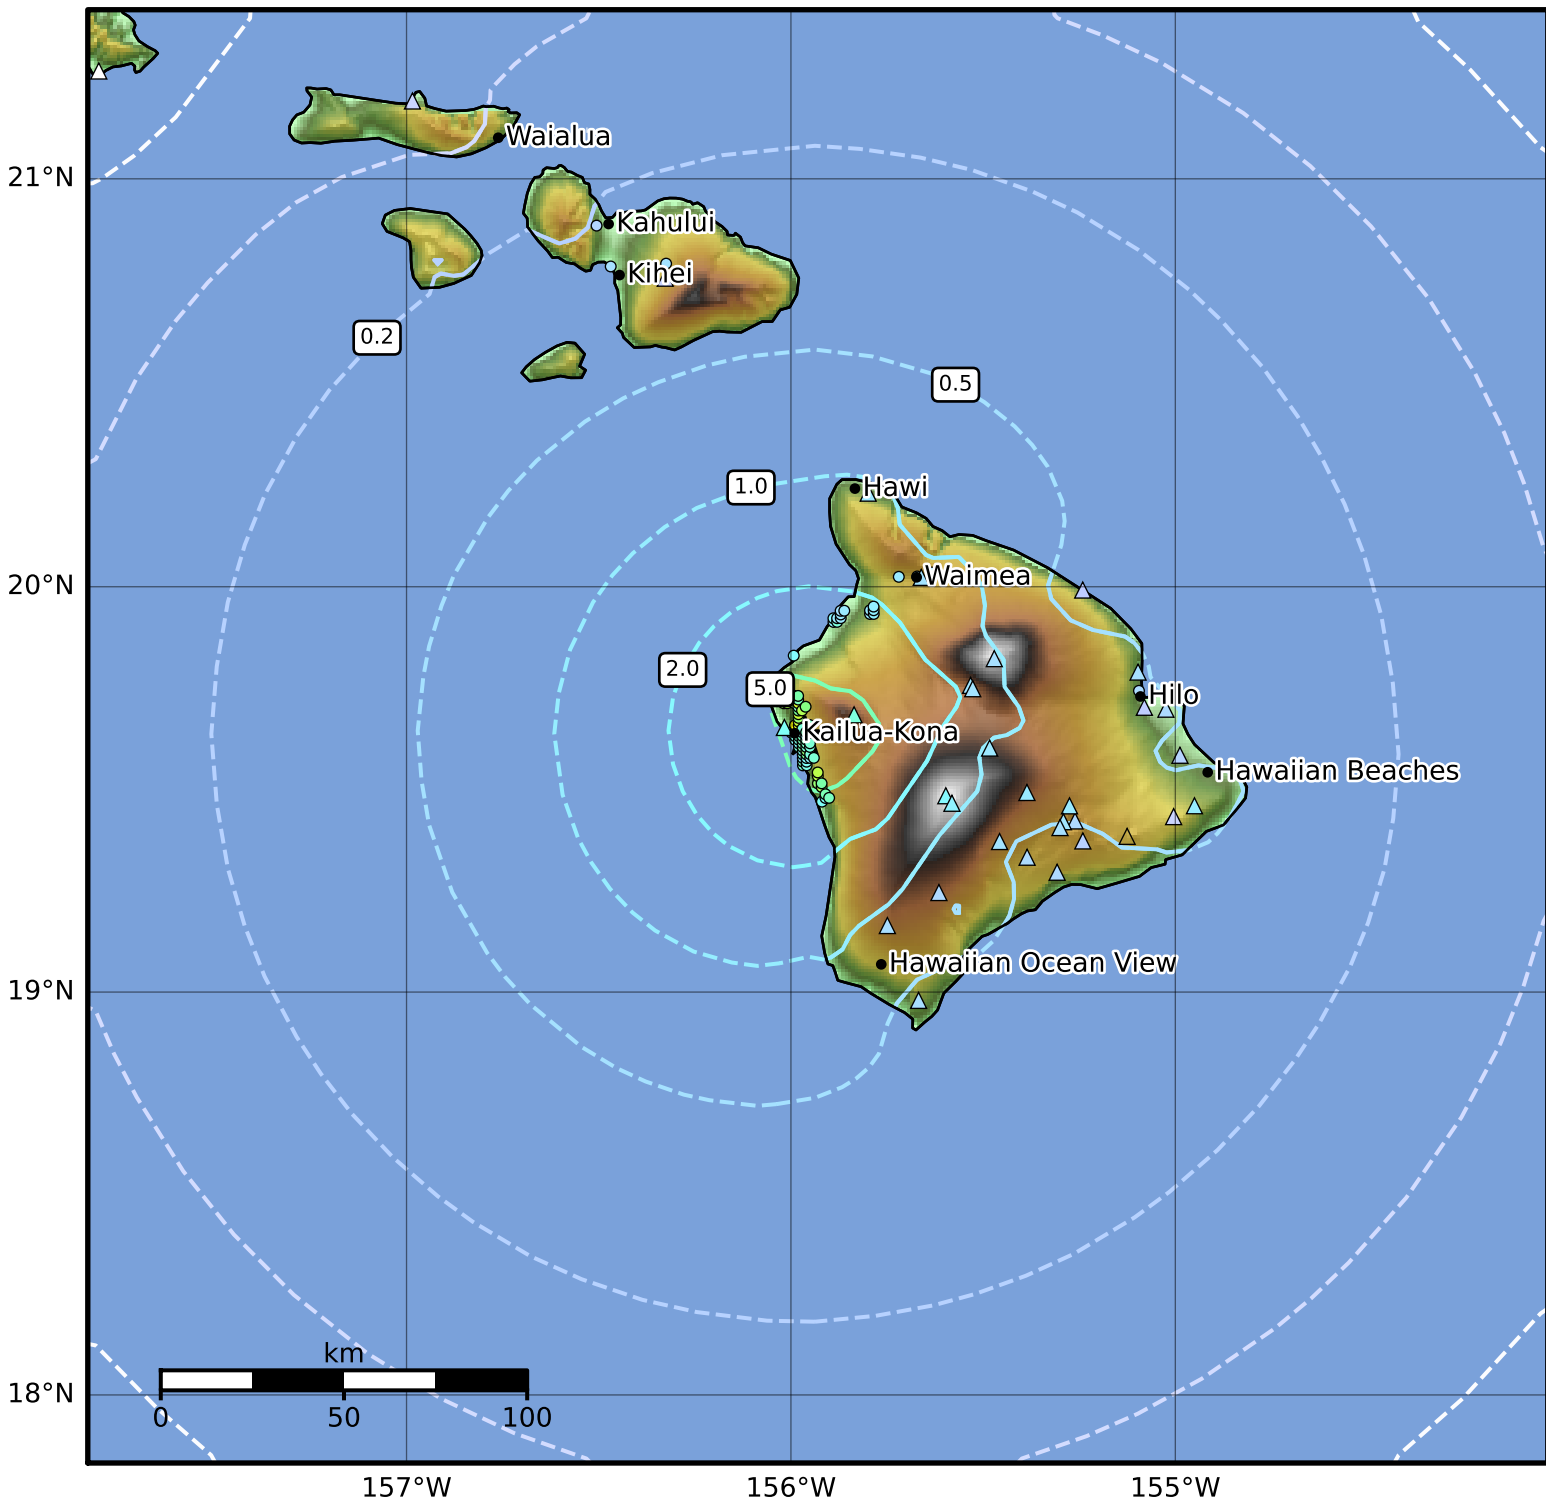 Waialua
21°N
Kahului
Kihei
0.2
0.5
1.0
Hawi
20°N
Waimea
2.0
5.0
Hilo
Kailua-Kona
Hawaiian Beaches
Hawaiian Ocean View
19°N
km
18°N
0
50
100
157°W
156°W
155°W